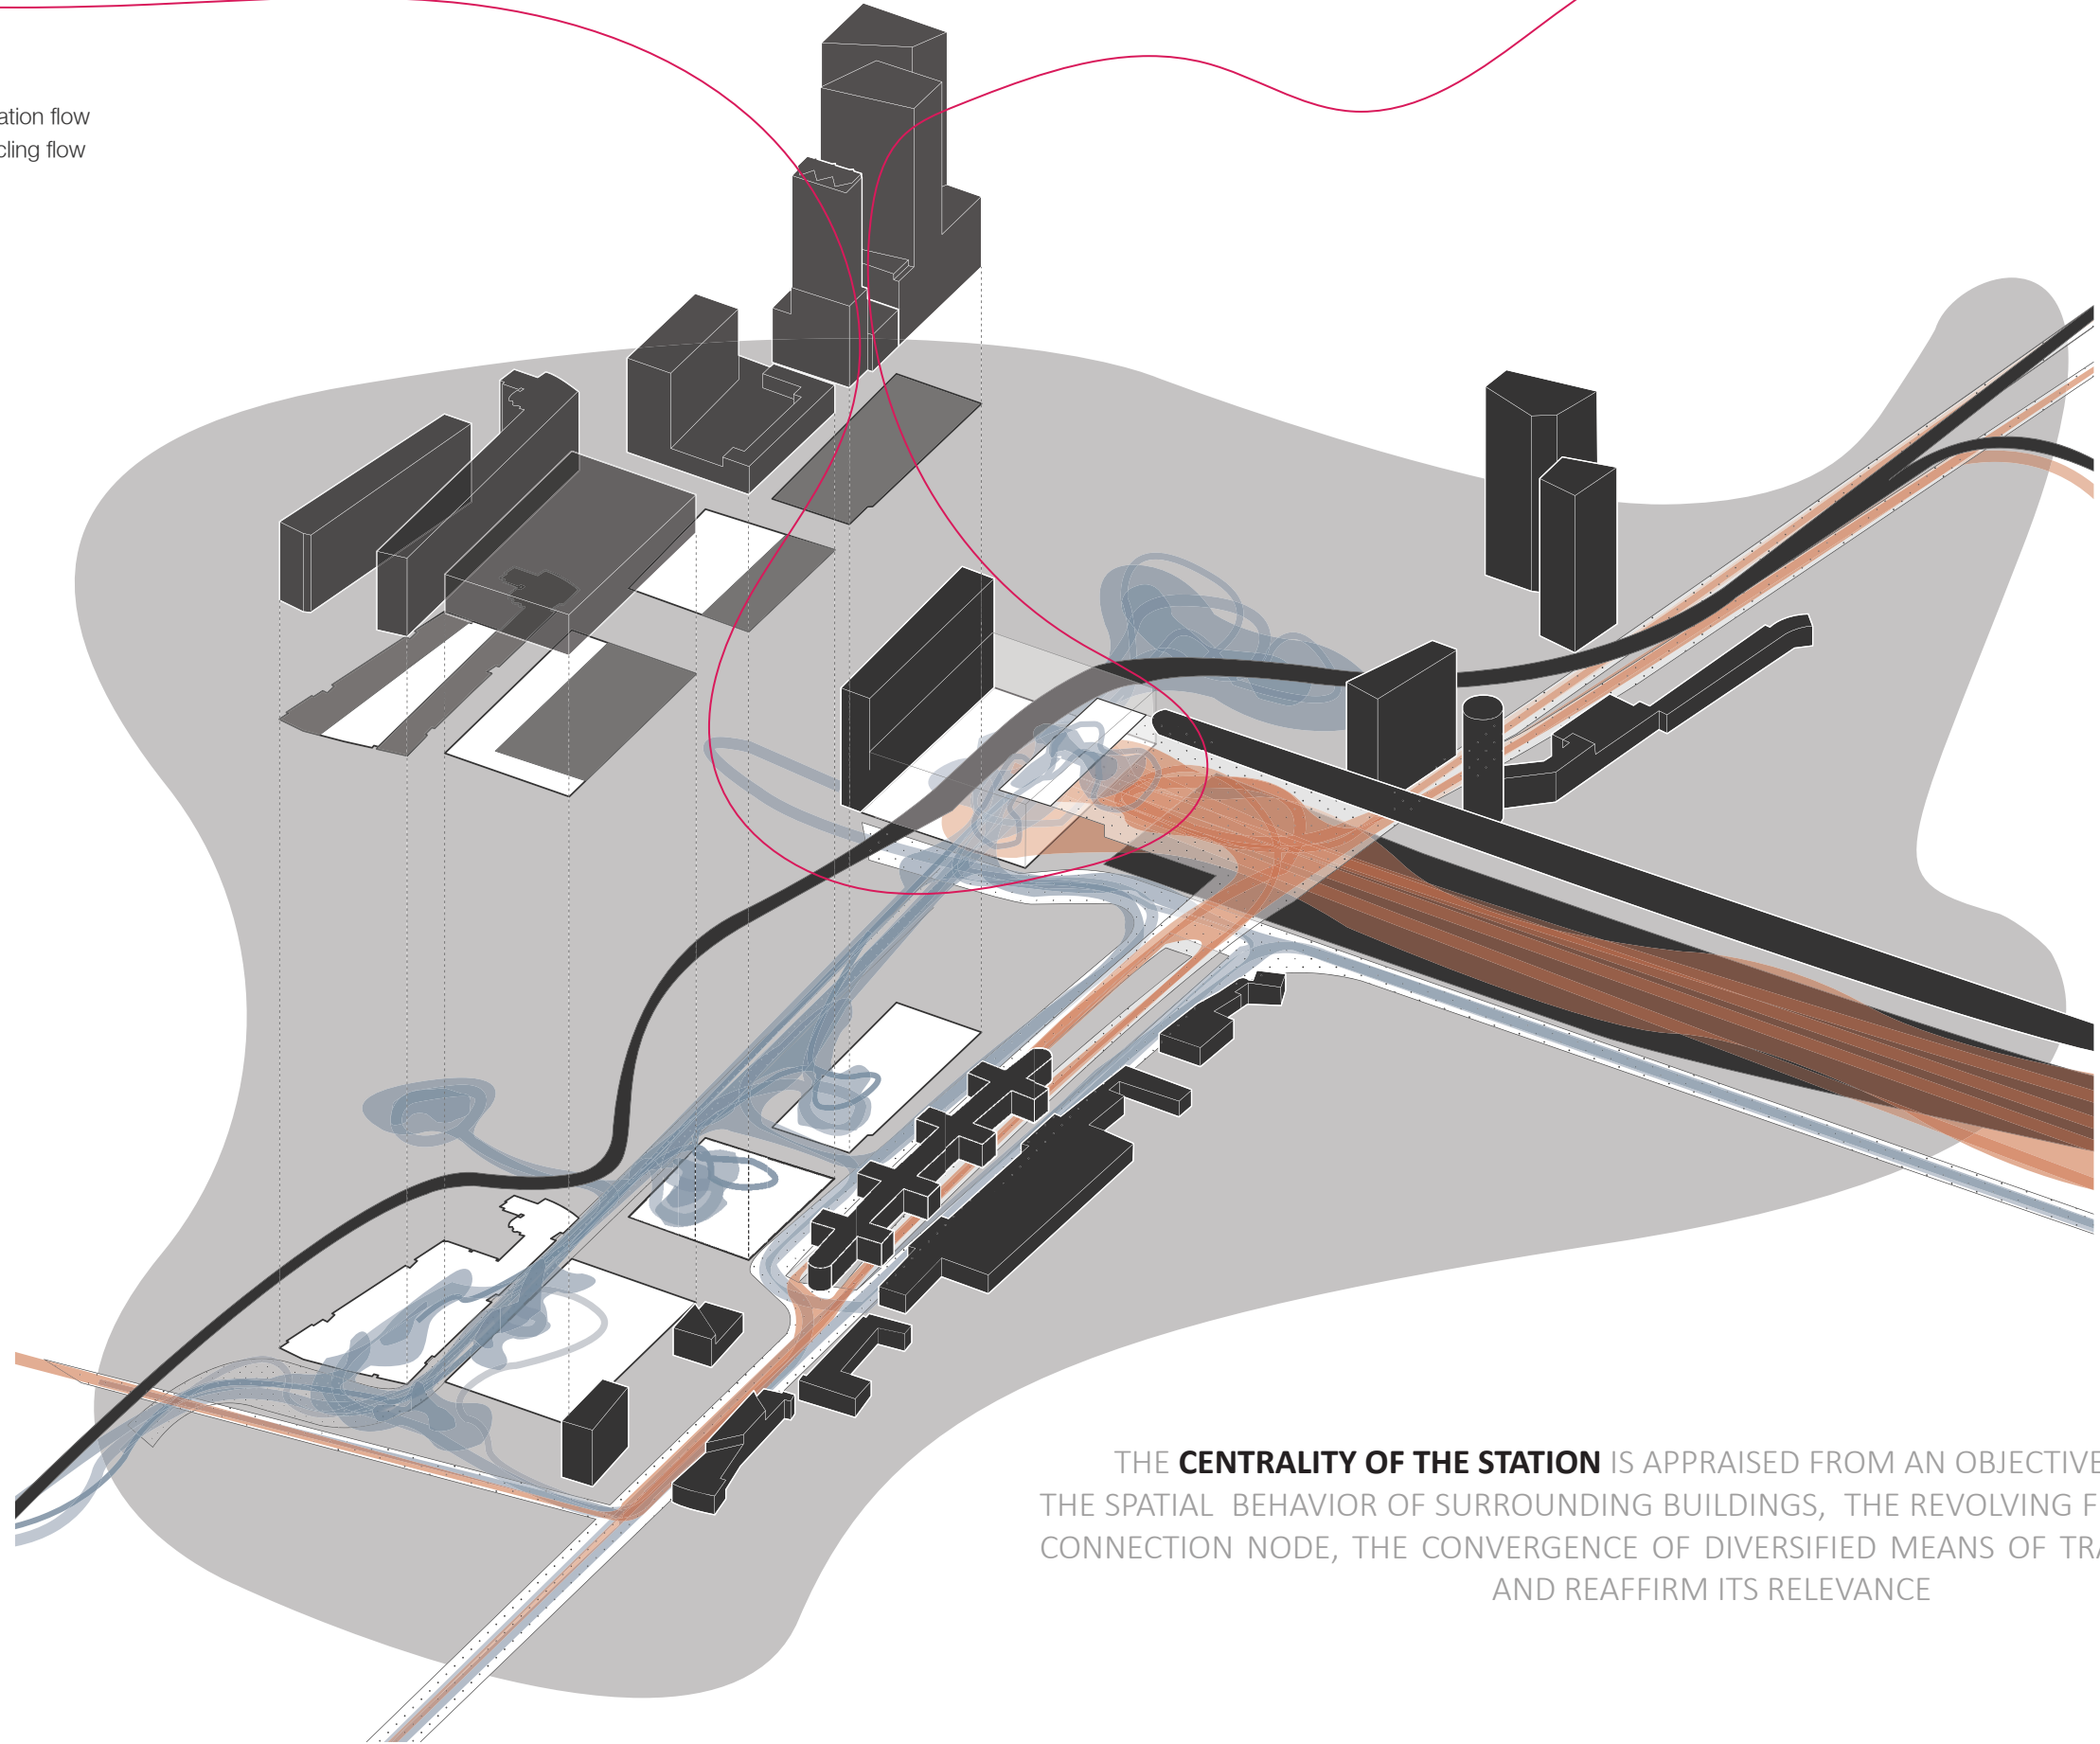 ation flow
cling flow
THE CENTRALITY OF THE STATION IS APPRAISED FROM AN OBJECTIVE
THE SPATIAL BEHAVIOR OF SURROUNDING BUILDINGS, THE REVOLVING F
CONNECTION NODE, THE CONVERGENCE OF DIVERSIFIED MEANS OF TRA
AND REAFFIRM ITS RELEVANCE